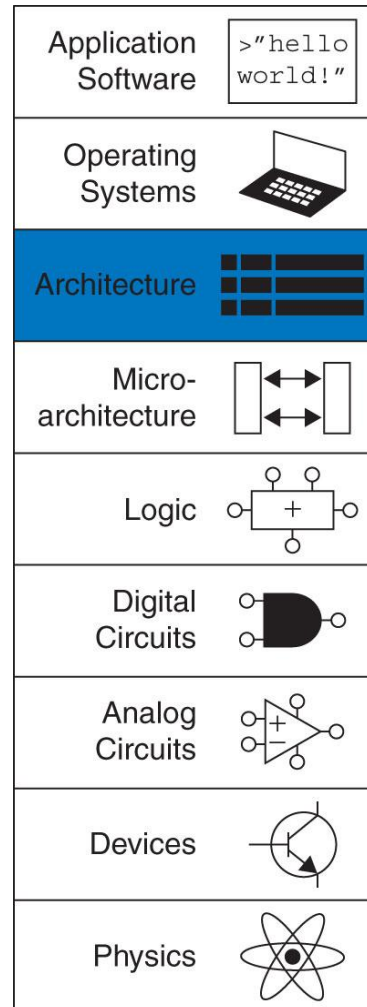 Application
Software
>"hello
world!"
Operating
Systems
Architecture
Micro-
architecture
Logic
+
Digital
Circuits
Analog
Circuits
+
−
Devices
Physics